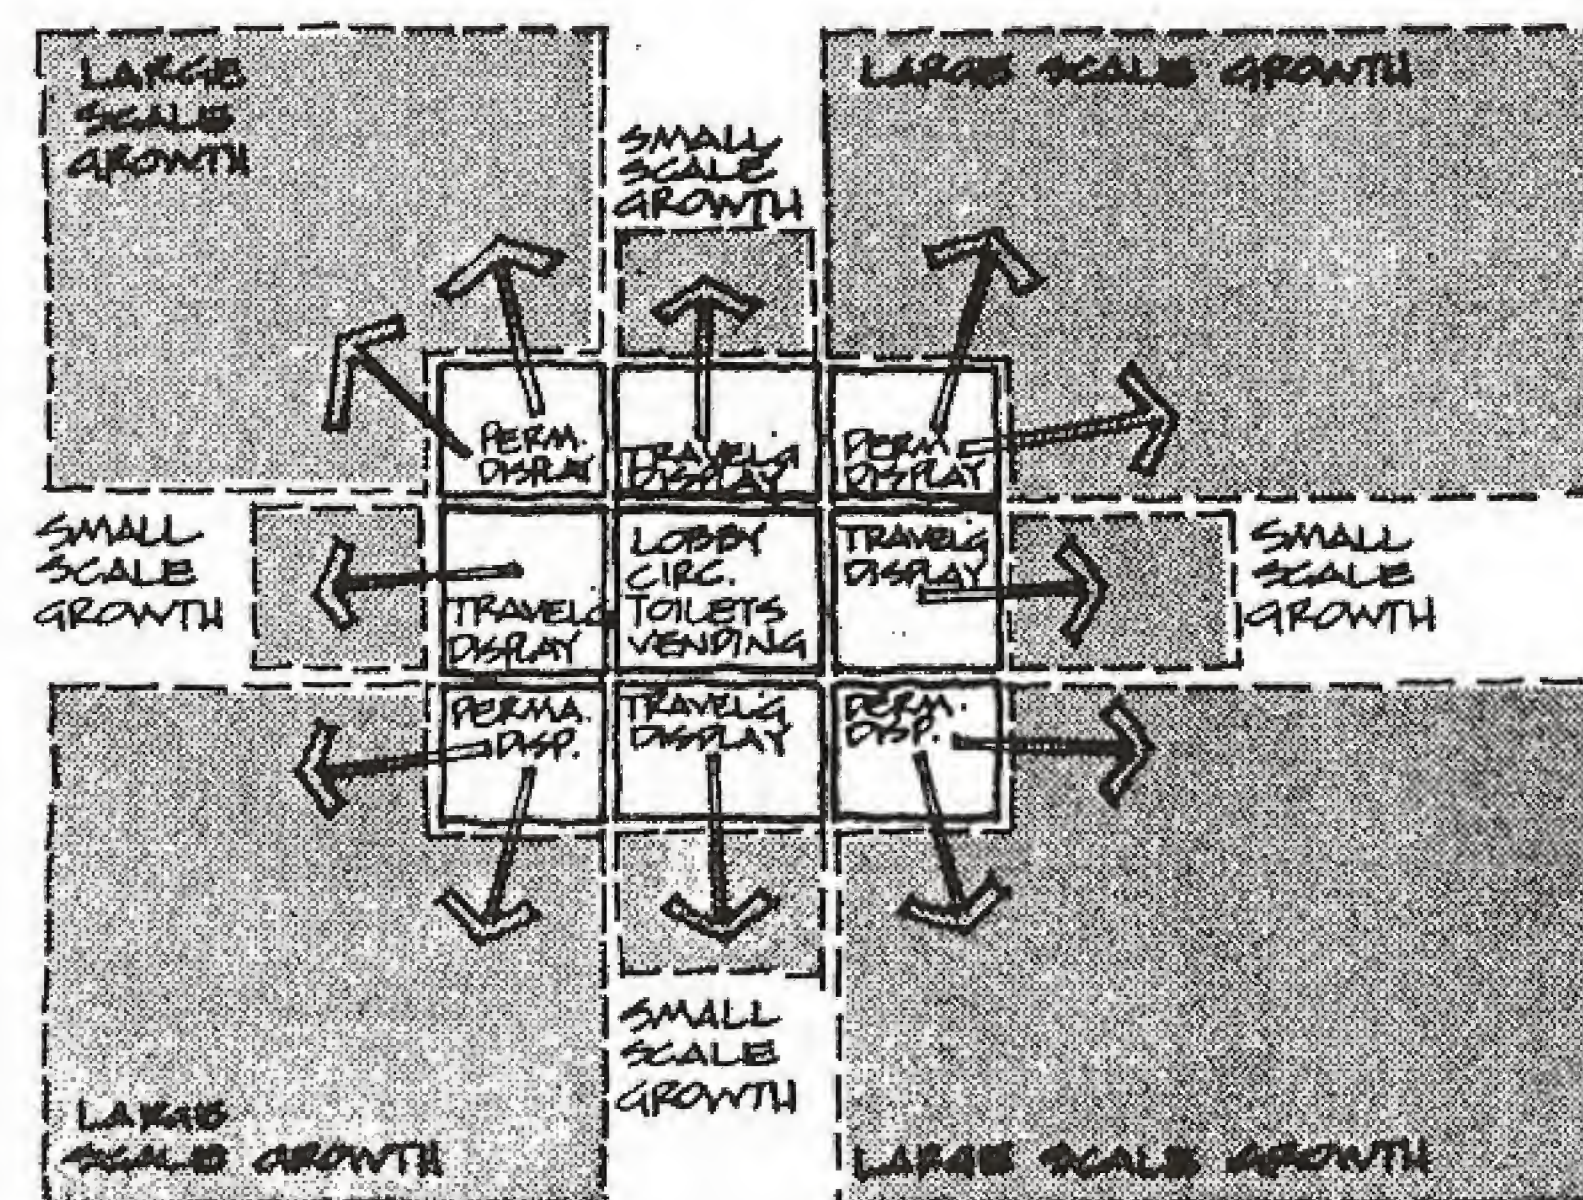 LARGE
SCALE
GROWTH
LARGE SCALE GROWTH
SMALL
SCALE
GROWTH
PERM.
DISPLAY
TRAVEL'G
DISPLAY
PERM.
DISPLAY
SMALL
SCALE
GROWTH
TRAVEL'G
DISPLAY
LOBBY
CIRC.
TOILETS
VENDING
TRAVEL'G
DISPLAY
SMALL
SCALE
GROWTH
PERMA.
DISP.
TRAVEL'G
DISPLAY
PERM.
DISP.
SMALL
SCALE
GROWTH
LARGE
SCALE GROWTH
LARGE SCALE GROWTH